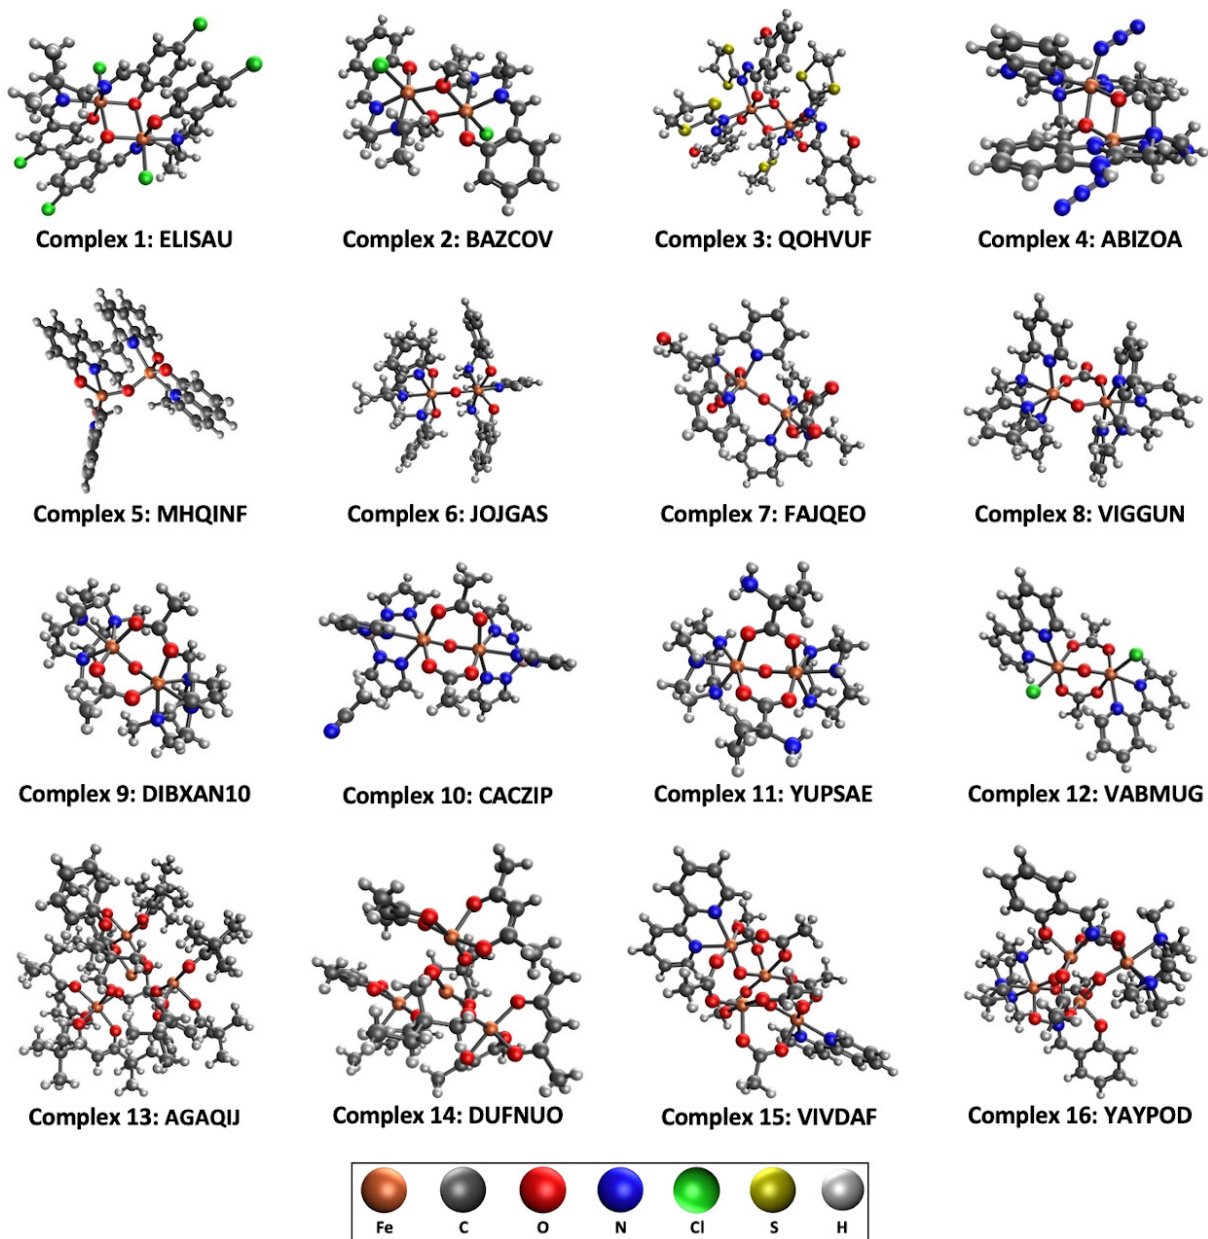 Complex 1: ELISAU
Complex 2: BAZCOV
Complex 3: QOHVUF
Complex 4: ABIZOA
Complex 5: MHQINF
Complex 6: JOJGAS
Complex 7: FAJQEO
Complex 8: VIGGUN
Complex 9: DIBXAN10
Complex 10: CACZIP
Complex 11: YUPSAE
Complex 12: VABMUG
Complex 13: AGAQIJ
Complex 14: DUFNUO
Complex 15: VIVDAF
Complex 16: YAYPOD
Fe C O N Cl S H